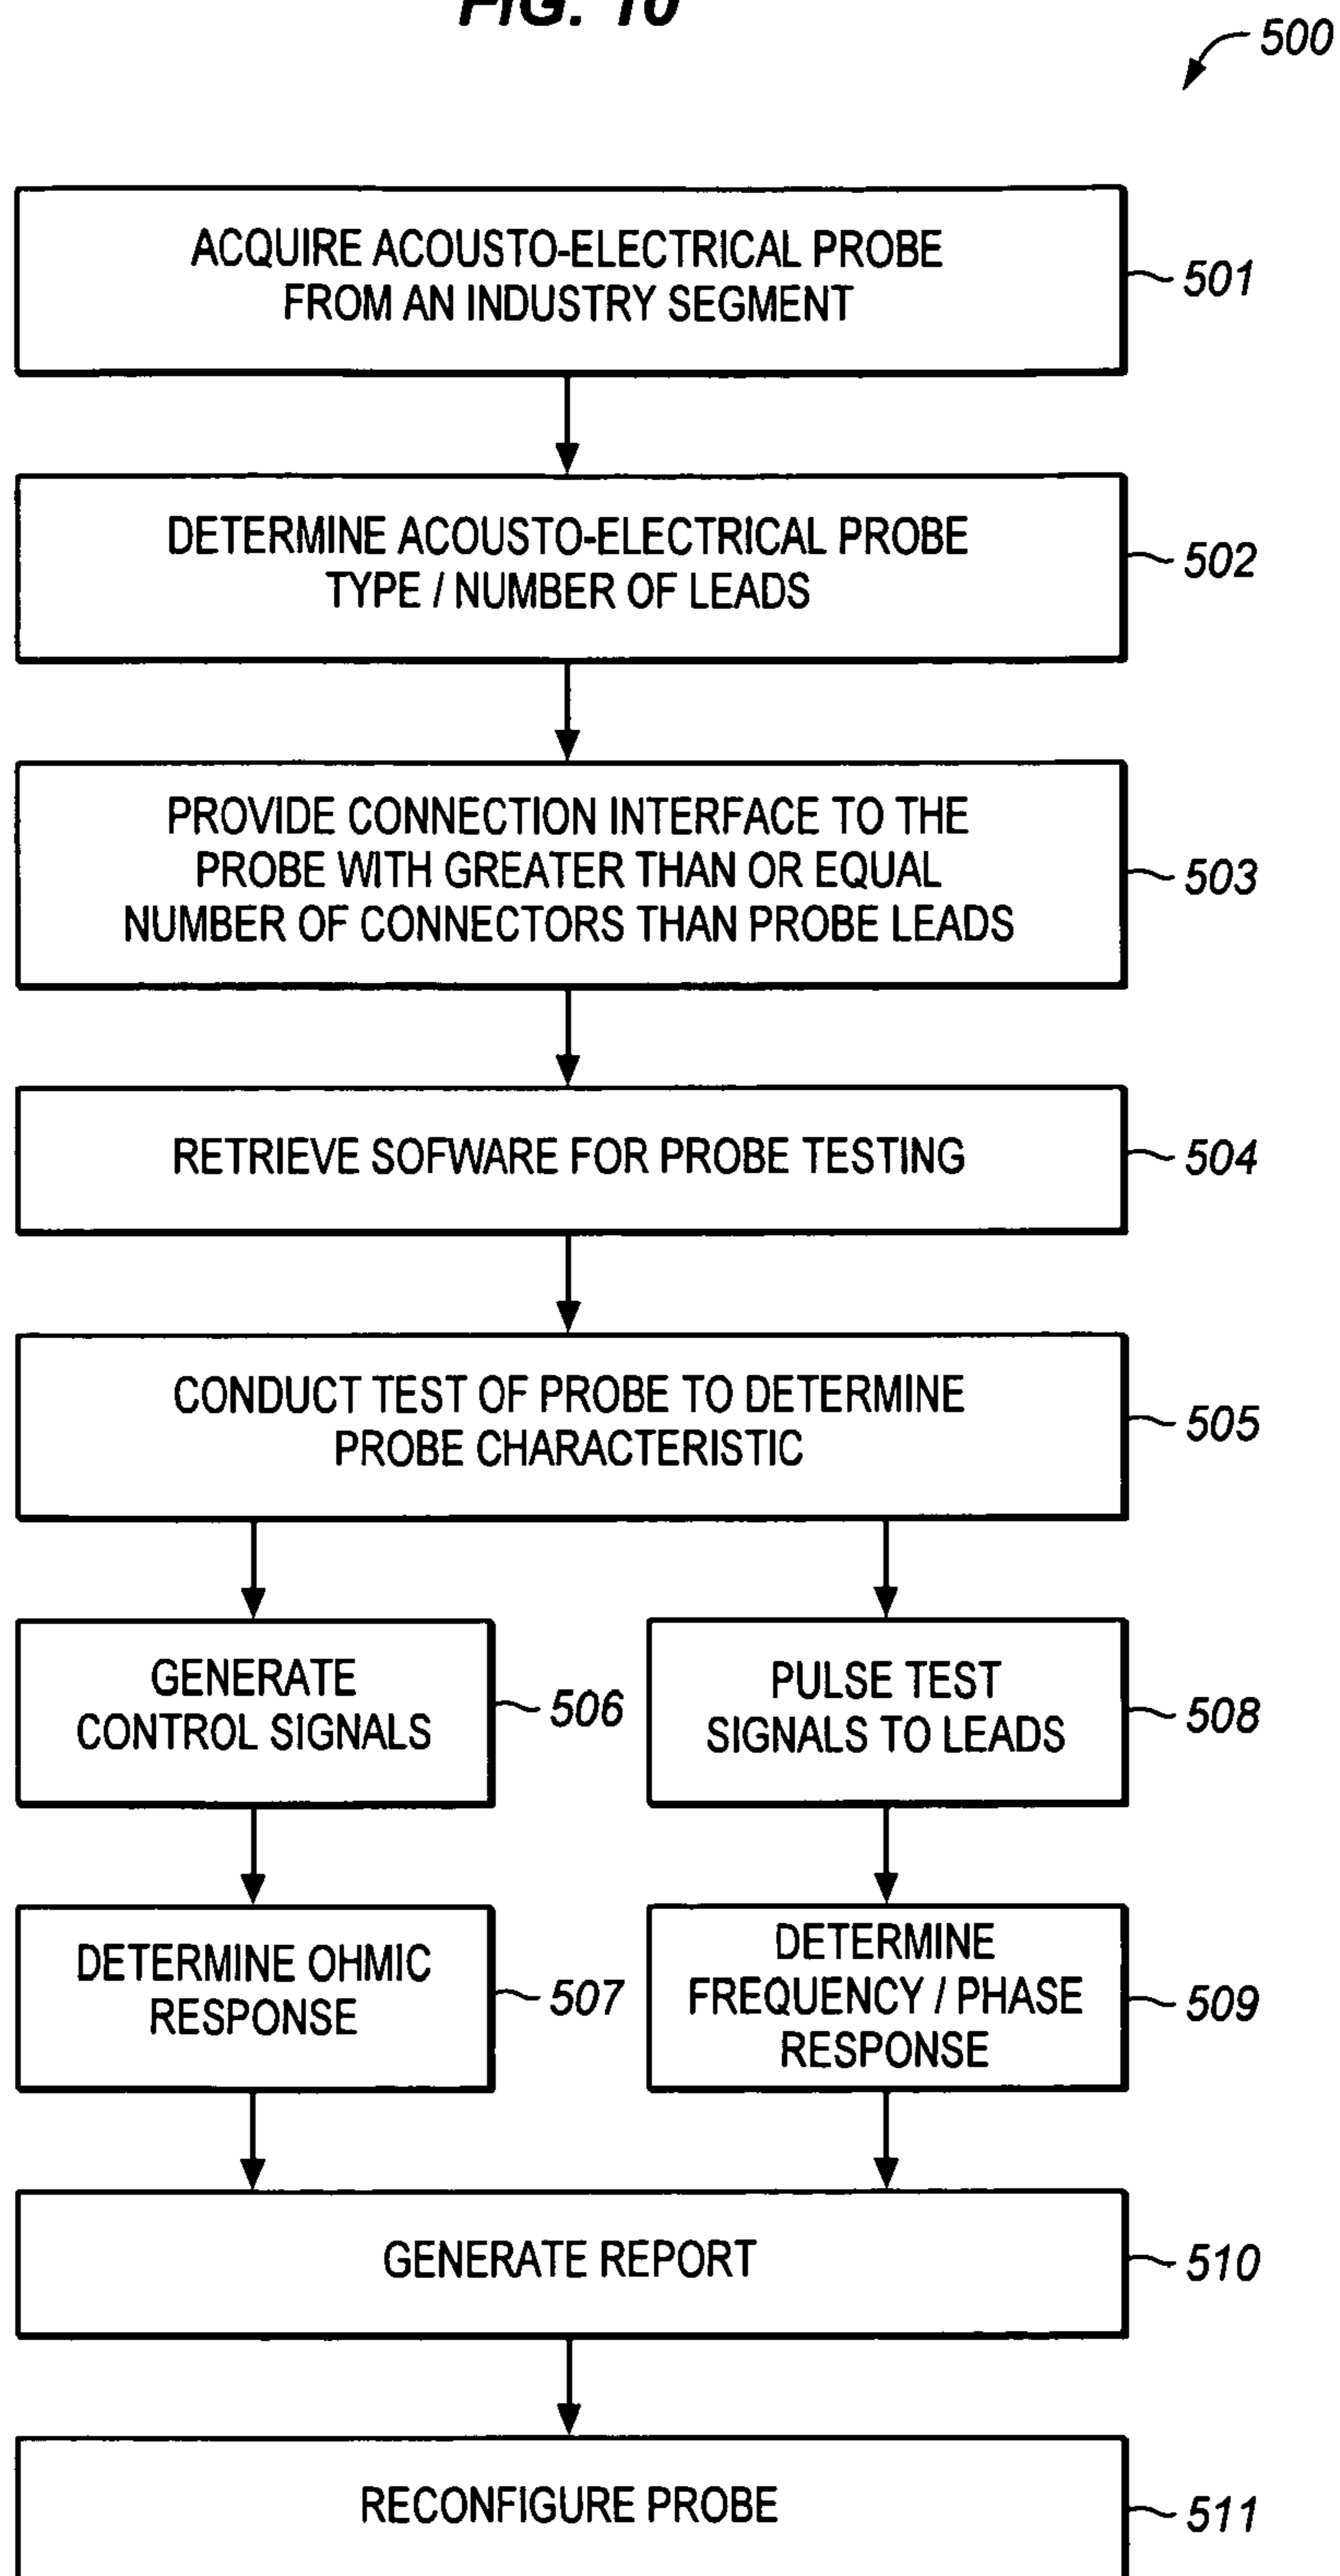 FIG. 10
500
ACQUIRE ACOUSTO-ELECTRICAL PROBE
FROM AN INDUSTRY SEGMENT
501
DETERMINE ACOUSTO-ELECTRICAL PROBE
TYPE / NUMBER OF LEADS
502
PROVIDE CONNECTION INTERFACE TO THE
PROBE WITH GREATER THAN OR EQUAL
NUMBER OF CONNECTORS THAN PROBE LEADS
503
RETRIEVE SOFWARE FOR PROBE TESTING
504
CONDUCT TEST OF PROBE TO DETERMINE
PROBE CHARACTERISTIC
505
GENERATE
CONTROL SIGNALS
506
PULSE TEST
SIGNALS TO LEADS
508
DETERMINE OHMIC
RESPONSE
507
DETERMINE
FREQUENCY / PHASE
RESPONSE
509
GENERATE REPORT
510
RECONFIGURE PROBE
511